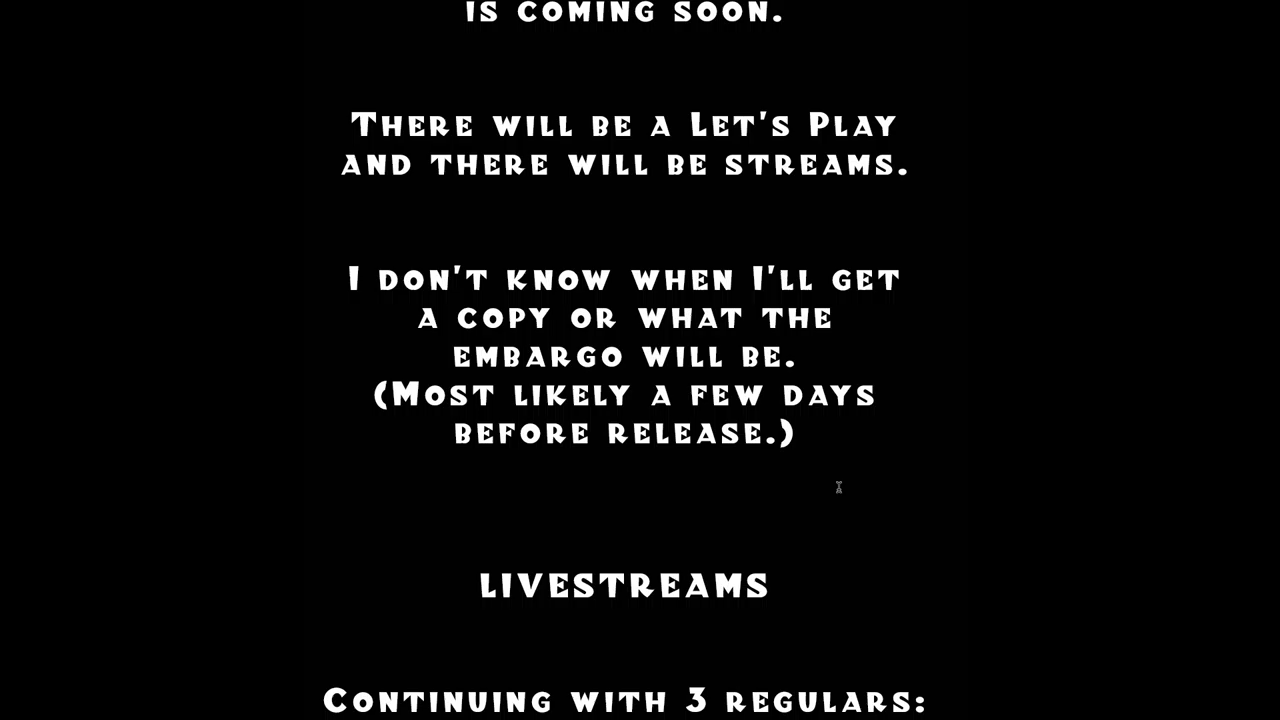 is coming soon.
There will be a Let's Play
and there will be streams.
I don't know when I'll get
a copy or what the
embargo will be.
(Most likely a few days
before release.)
LIVESTREAMS
Continuing with 3 regulars: